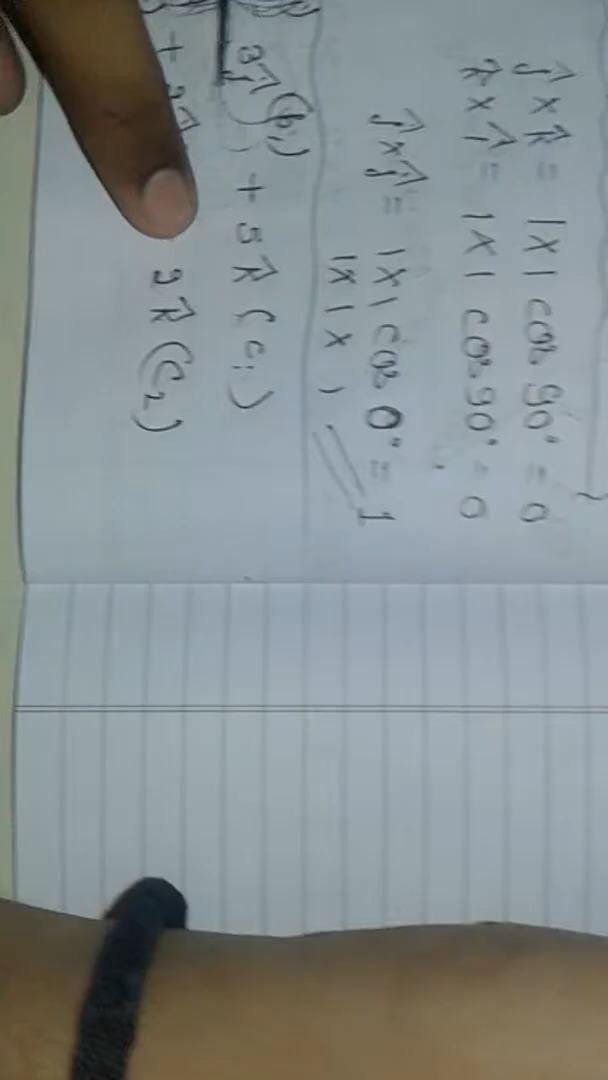 ĵ × k̂ = 1×1 cos 90° = 0
k̂ × î = 1×1 cos 90° = 0
ĵ × ĵ = 1×1 cos 0° = 1
1×1×1
3ĵ (b₁) + 5k̂ (c₁)
+ 2k̂ (c₂)